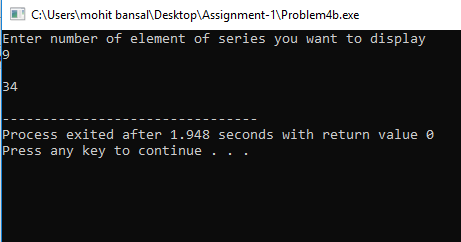 C:\Users\mohit bansal\Desktop\Assignment-1\Problem4b.exe
Enter number of element of series you want to display
9
34
--------------------------------
Process exited after 1.948 seconds with return value 0
Press any key to continue . . .